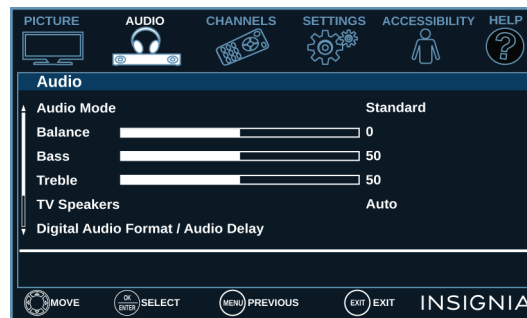 PICTURE AUDIO CHANNELS SETTINGS ACCESSIBILITY HELP
Audio
Audio Mode Standard
Balance 0
Bass 50
Treble 50
TV Speakers Auto
Digital Audio Format / Audio Delay
MOVE OK ENTER SELECT MENU PREVIOUS EXIT EXIT INSIGNIA